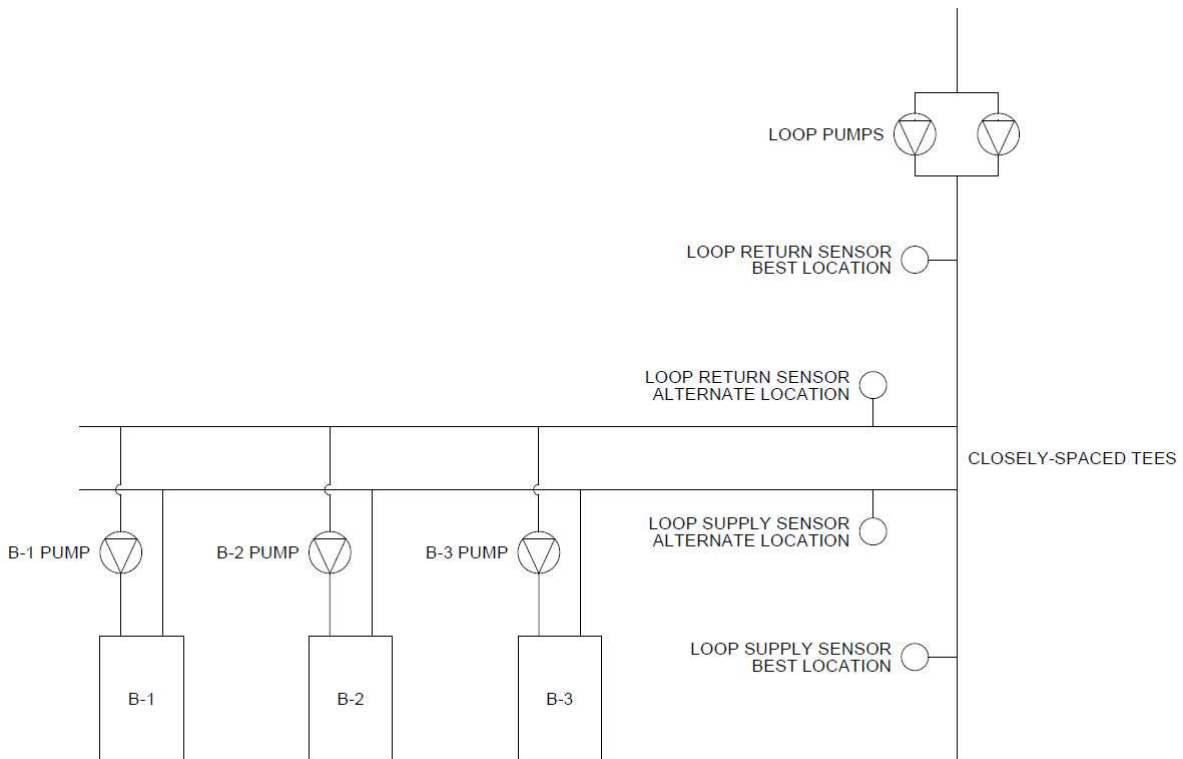 LOOP PUMPS
LOOP RETURN SENSOR
BEST LOCATION
LOOP RETURN SENSOR
ALTERNATE LOCATION
CLOSELY-SPACED TEES
LOOP SUPPLY SENSOR
ALTERNATE LOCATION
B-1 PUMP
B-2 PUMP
B-3 PUMP
LOOP SUPPLY SENSOR
BEST LOCATION
B-1
B-2
B-3